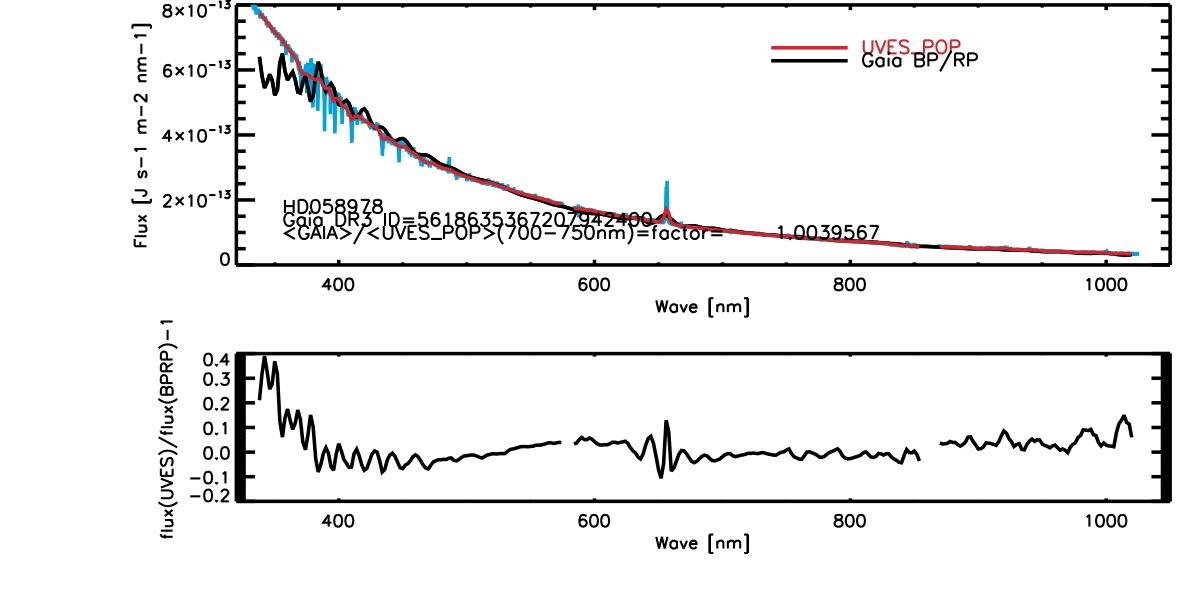 8×10−13
6×10−13
4×10−13
2×10−13
0
Flux [J s−1 m−2 nm−1]
UVES_POP
Gaia BP/RP
HD058978
Gaia DR3 ID=5618635367207942400
<GAIA>/<UVES_POP>(700−750nm)=factor= 1.0039567
400 600 800 1000
Wave [nm]
0.4
0.3
0.2
0.1
0.0
−0.1
−0.2
flux(UVES)/flux(BPRP)−1
400 600 800 1000
Wave [nm]